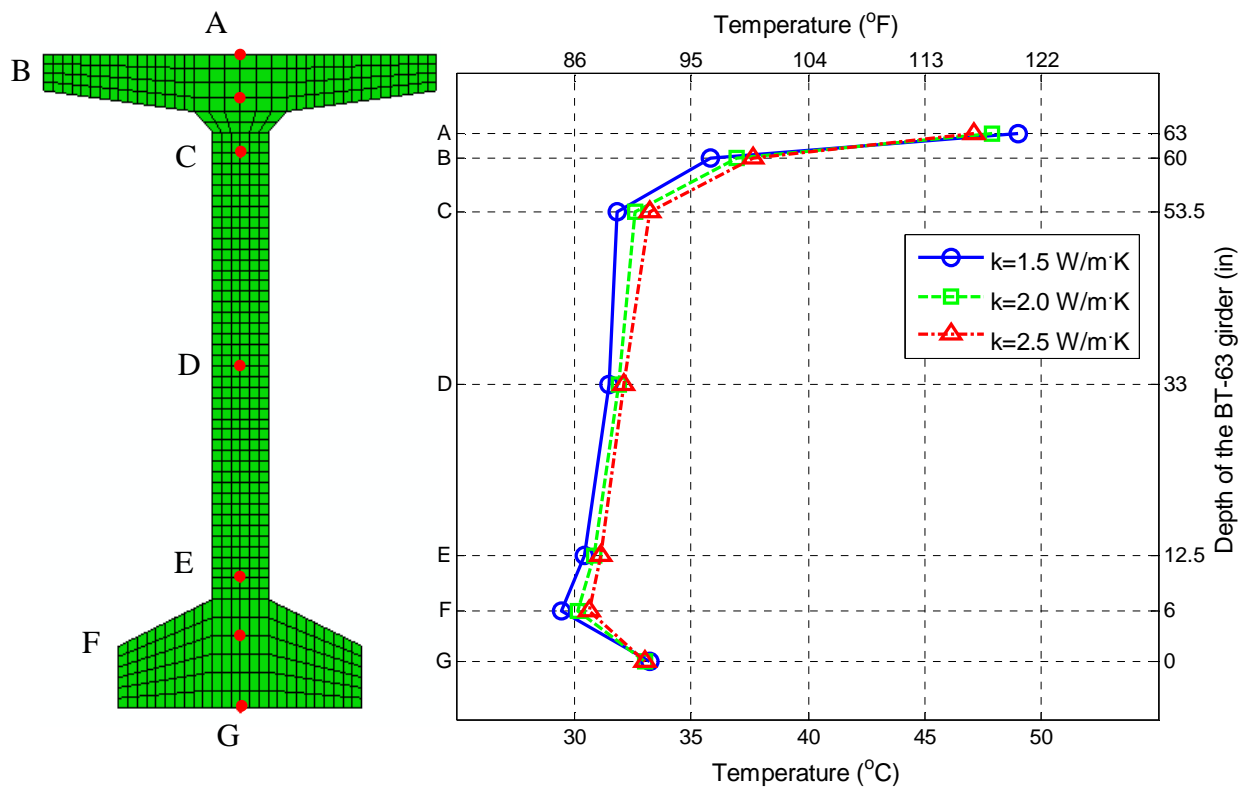 A
B
C
D
E
F
G
Temperature (°F)
86 95 104 113 122
A
B
C
D
E
F
G
63
60
53.5
33
12.5
6
0
Depth of the BT-63 girder (in)
k=1.5 W/m·K
k=2.0 W/m·K
k=2.5 W/m·K
30 35 40 45 50
Temperature (°C)